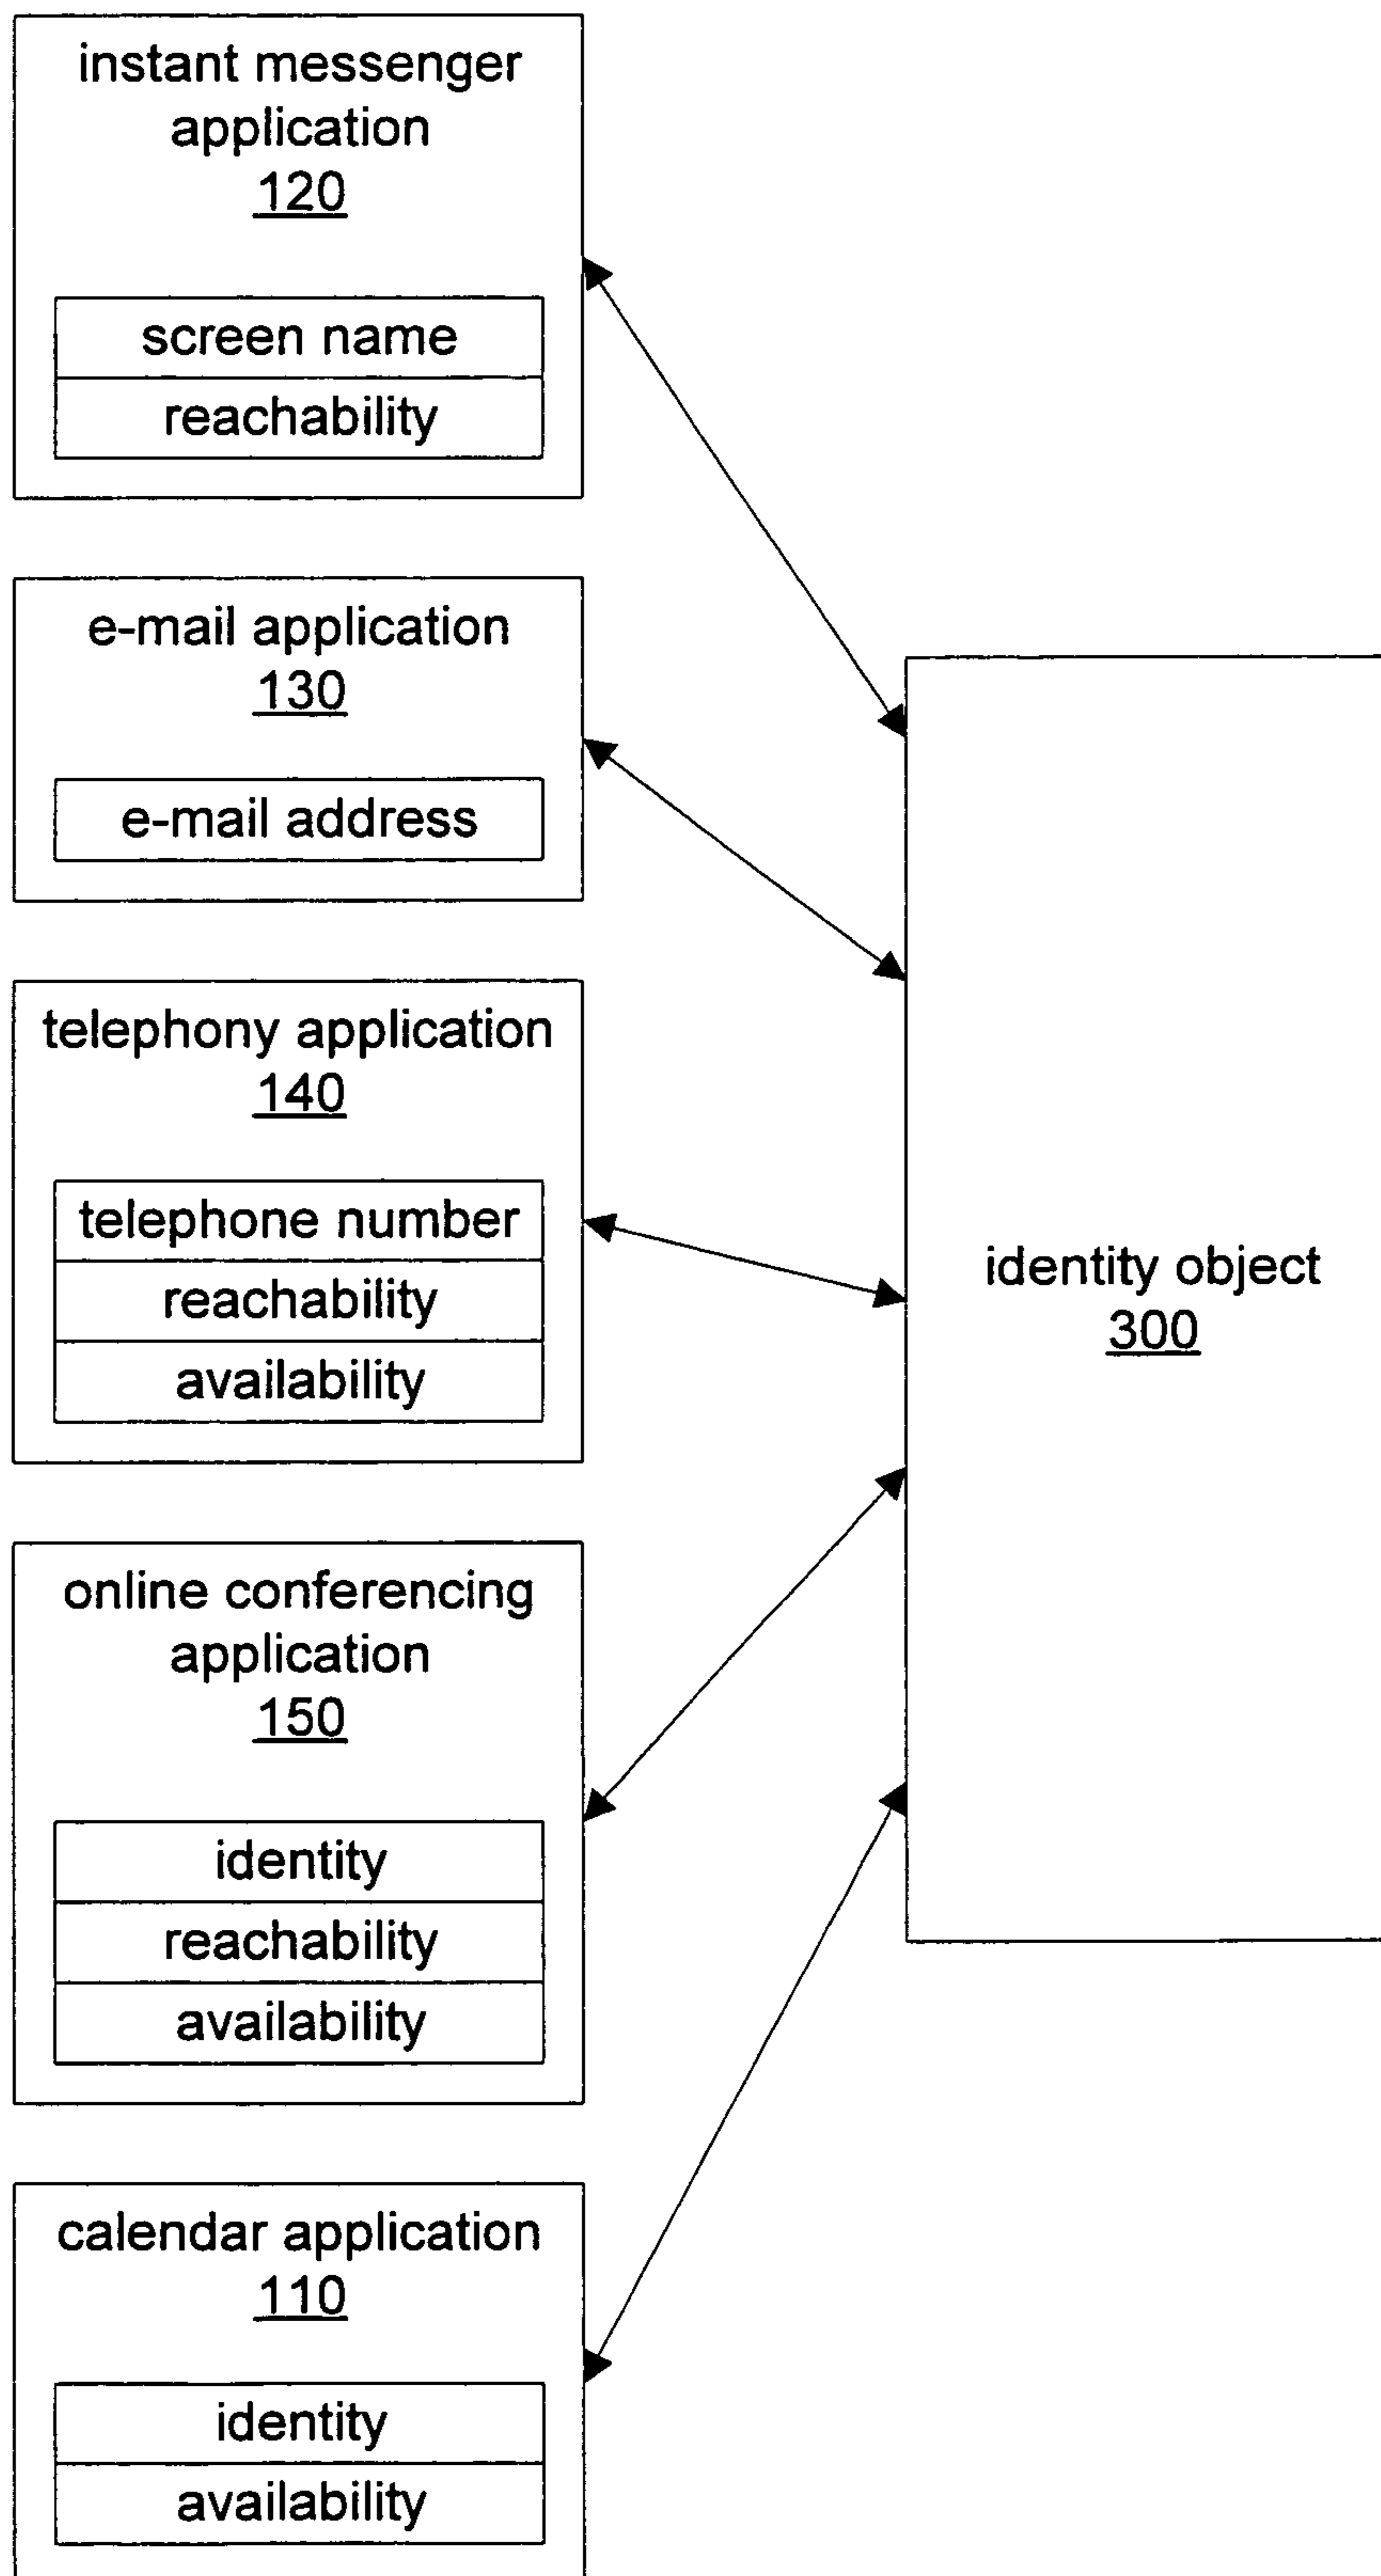 instant messenger
application
120
screen name
reachability
e-mail application
130
e-mail address
telephony application
140
telephone number
reachability
availability
online conferencing
application
150
identity
reachability
availability
calendar application
110
identity
availability
identity object
300